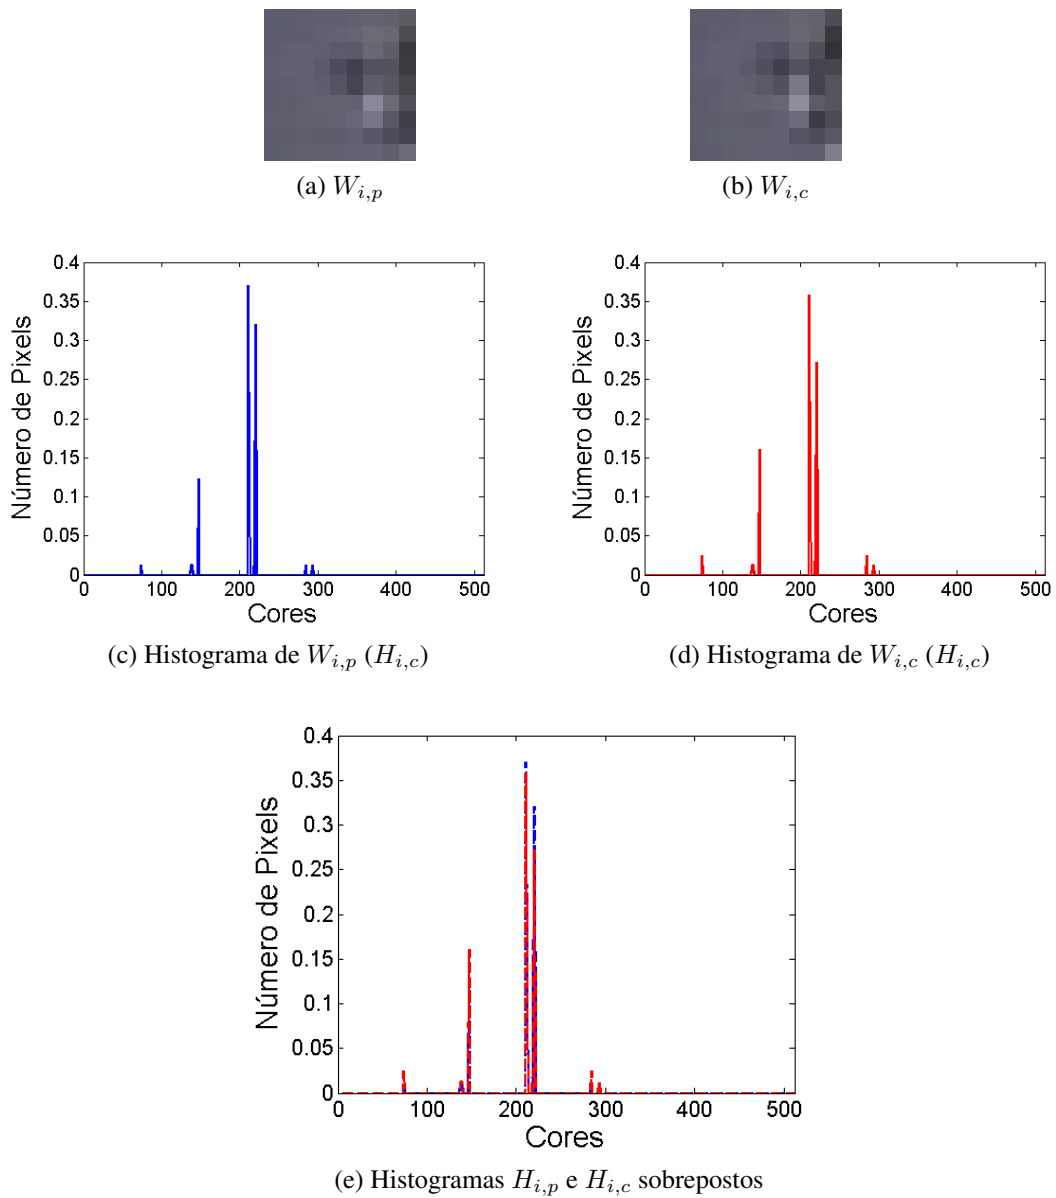 (a) W_{i,p}
(b) W_{i,c}
0.4
0.35
0.3
0.25
0.2
0.15
0.1
0.05
0
0 100 200 300 400 500
Número de Pixels
Cores
(c) Histograma de W_{i,p} (H_{i,c})
0.4
0.35
0.3
0.25
0.2
0.15
0.1
0.05
0
0 100 200 300 400 500
Número de Pixels
Cores
(d) Histograma de W_{i,c} (H_{i,c})
0.4
0.35
0.3
0.25
0.2
0.15
0.1
0.05
0
0 100 200 300 400 500
Número de Pixels
Cores
(e) Histogramas H_{i,p} e H_{i,c} sobrepostos